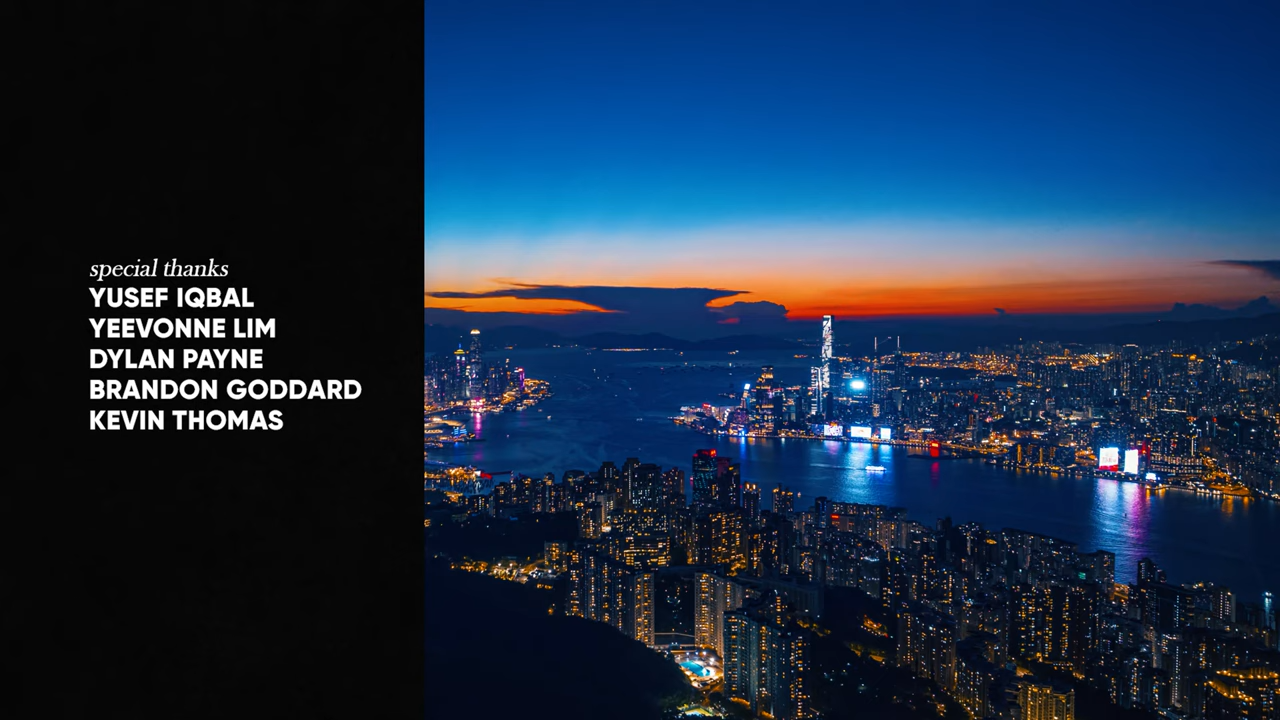 special thanks
YUSEF IQBAL
YEEVONNE LIM
DYLAN PAYNE
BRANDON GODDARD
KEVIN THOMAS